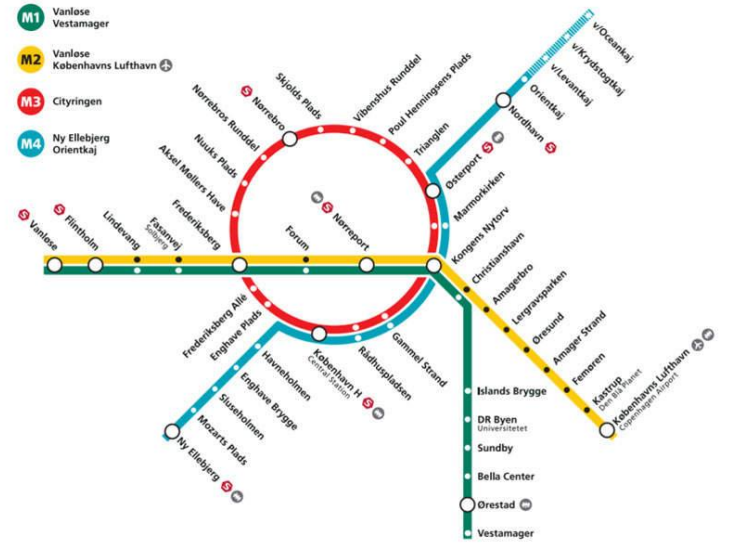 M1 Vanløse
Vestamager
M2 Vanløse
Københavns Lufthavn
M3 Cityringen
M4 Ny Ellebjerg
Orientkaj
S Vanløse
S Flintholm
Lindevang
Fasanvej
Solbjerg
Frederiksberg
Aksel Møllers Have
Nuuks Plads
Nørrebros Runddel
S Nørrebro
Skjolds Plads
Vibenshus Runddel
Poul Henningsens Plads
Trianglen
v/Oceankaj
v/Krydstogtkaj
v/Levantkaj
Orientkaj
Nordhavn S
Østerport S
Marmorkirken
Forum
S Nørreport
Kongens Nytorv
Christianshavn
Amagerbro
Lergravsparken
Øresund
Amager Strand
Femøren
Kastrup
Den Blå Planet
Københavns Lufthavn
Copenhagen Airport
Frederiksberg Allé
Enghave Plads
København H S
Central Station
Rådhuspladsen
Gammel Strand
Havneholmen
Enghave Brygge
Sluseholmen
Mozarts Plads
Ny Ellebjerg S
Islands Brygge
DR Byen
Universitetet
Sundby
Bella Center
Ørestad
Vestamager